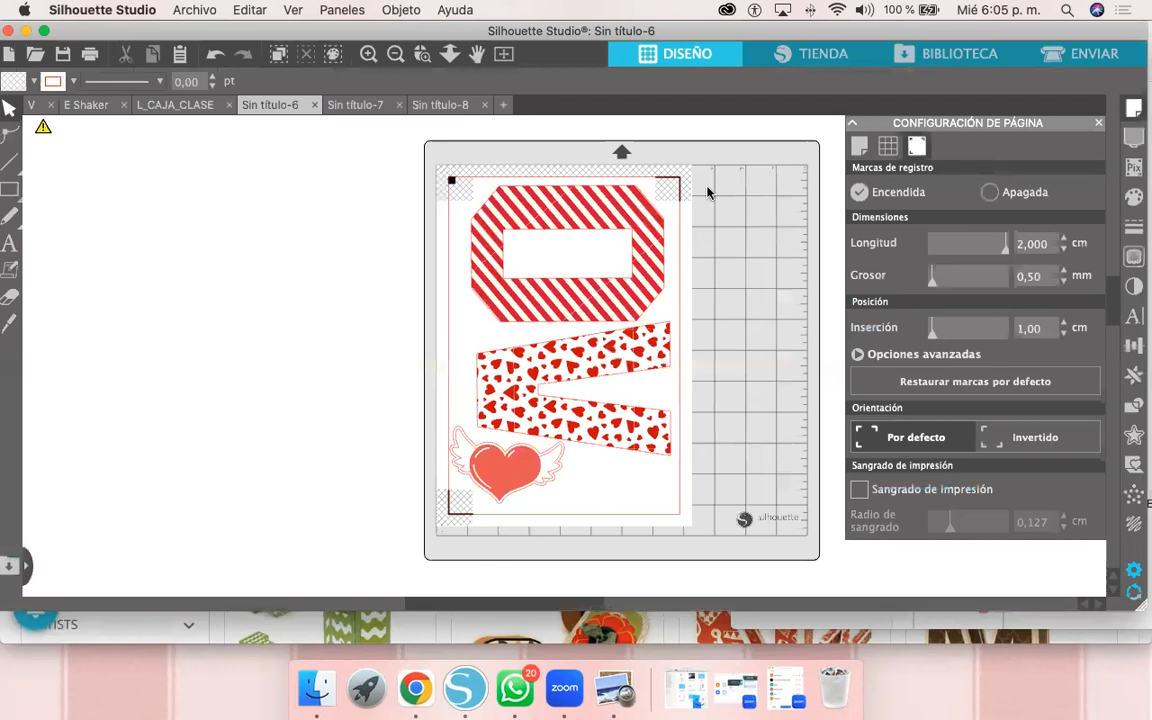 Silhouette Studio Archivo Editar Ver Paneles Objeto Ayuda 100 % Mié 6:05 p. m.
Silhouette Studio®: Sin título-6
DISEÑO TIENDA BIBLIOTECA ENVIAR
0,00 pt
V E Shaker L_CAJA_CLASE Sin título-6 Sin título-7 Sin título-8
CONFIGURACIÓN DE PÁGINA
Pix
Marcas de registro
Encendida Apagada
Dimensiones
Longitud 2,000 cm
Grosor 0,50 mm
Posición
Inserción 1,00 cm
Opciones avanzadas
Restaurar marcas por defecto
Orientación
Por defecto Invertido
Sangrado de impresión
Sangrado de impresión
Radio de
sangrado 0,127 cm
silhouette
20
zoom